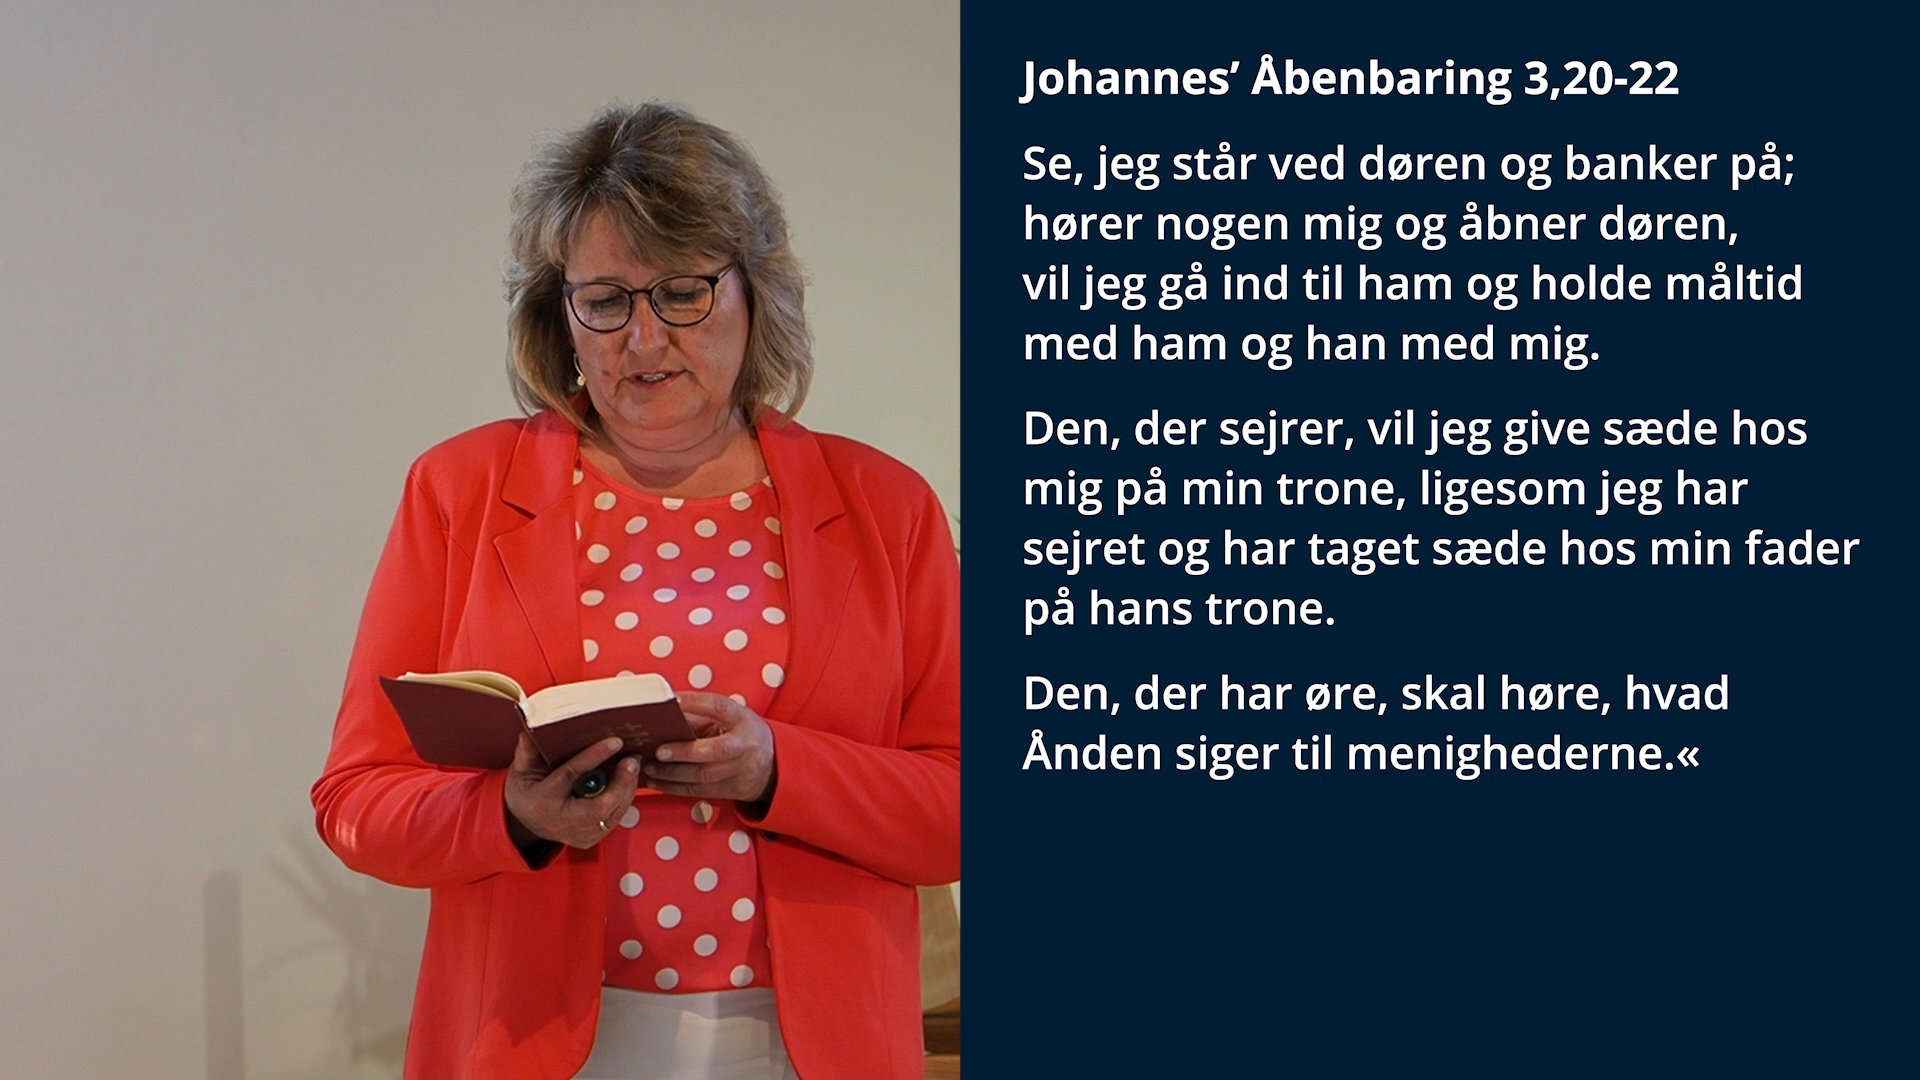 Johannes’ Åbenbaring 3,20-22
Se, jeg står ved døren og banker på;
hører nogen mig og åbner døren,
vil jeg gå ind til ham og holde måltid
med ham og han med mig.
Den, der sejrer, vil jeg give sæde hos
mig på min trone, ligesom jeg har
sejret og har taget sæde hos min fader
på hans trone.
Den, der har øre, skal høre, hvad
Ånden siger til menighederne.«